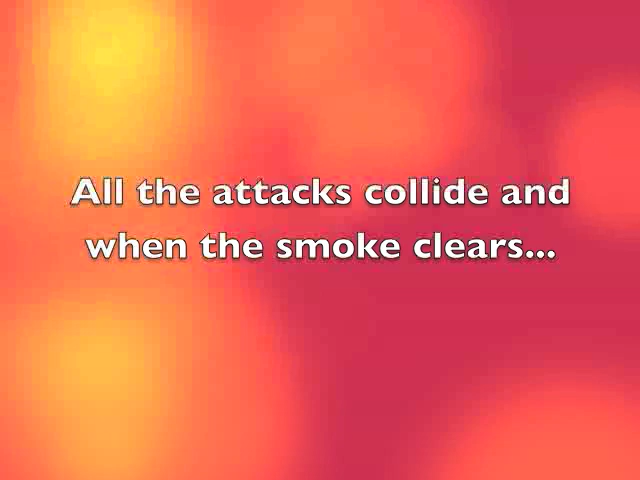 All the attacks collide and
when the smoke clears...